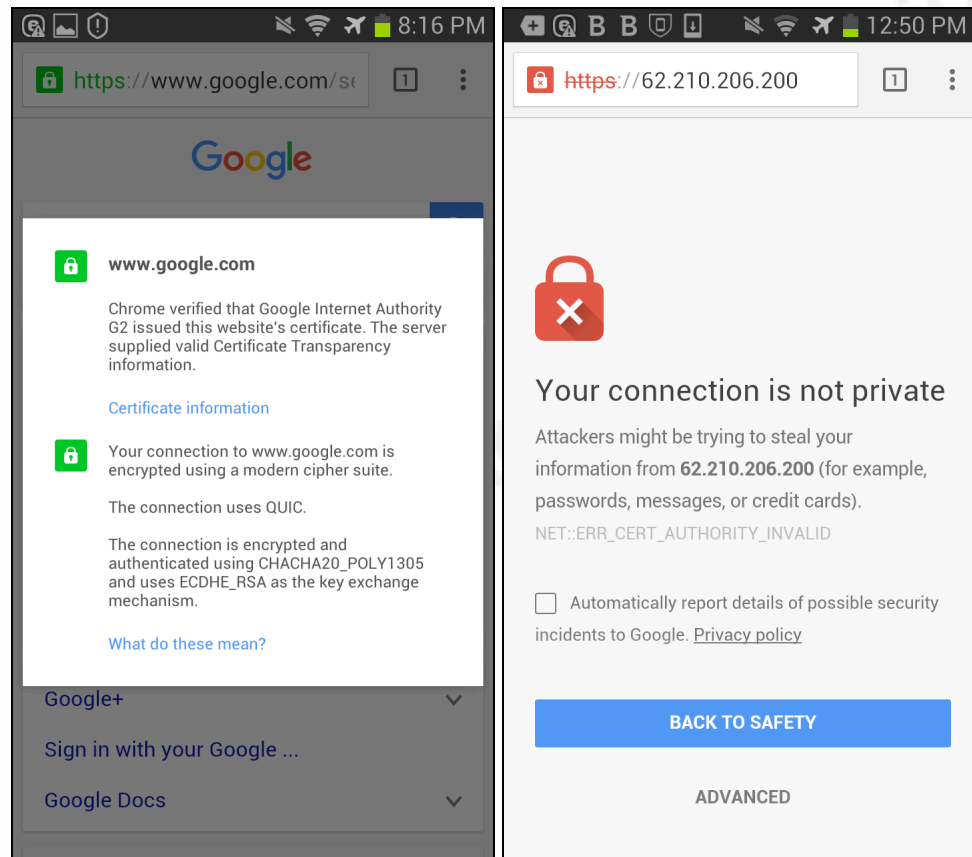 8:16 PM
https://www.google.com/se
1
Google
www.google.com
Chrome verified that Google Internet Authority
G2 issued this website's certificate. The server
supplied valid Certificate Transparency
information.
Certificate information
Your connection to www.google.com is
encrypted using a modern cipher suite.
The connection uses QUIC.
The connection is encrypted and
authenticated using CHACHA20_POLY1305
and uses ECDHE_RSA as the key exchange
mechanism.
What do these mean?
Google+
Sign in with your Google ...
Google Docs
B B 12:50 PM
https://62.210.206.200
1
Your connection is not private
Attackers might be trying to steal your
information from 62.210.206.200 (for example,
passwords, messages, or credit cards).
NET::ERR_CERT_AUTHORITY_INVALID
Automatically report details of possible security
incidents to Google. Privacy policy
BACK TO SAFETY
ADVANCED